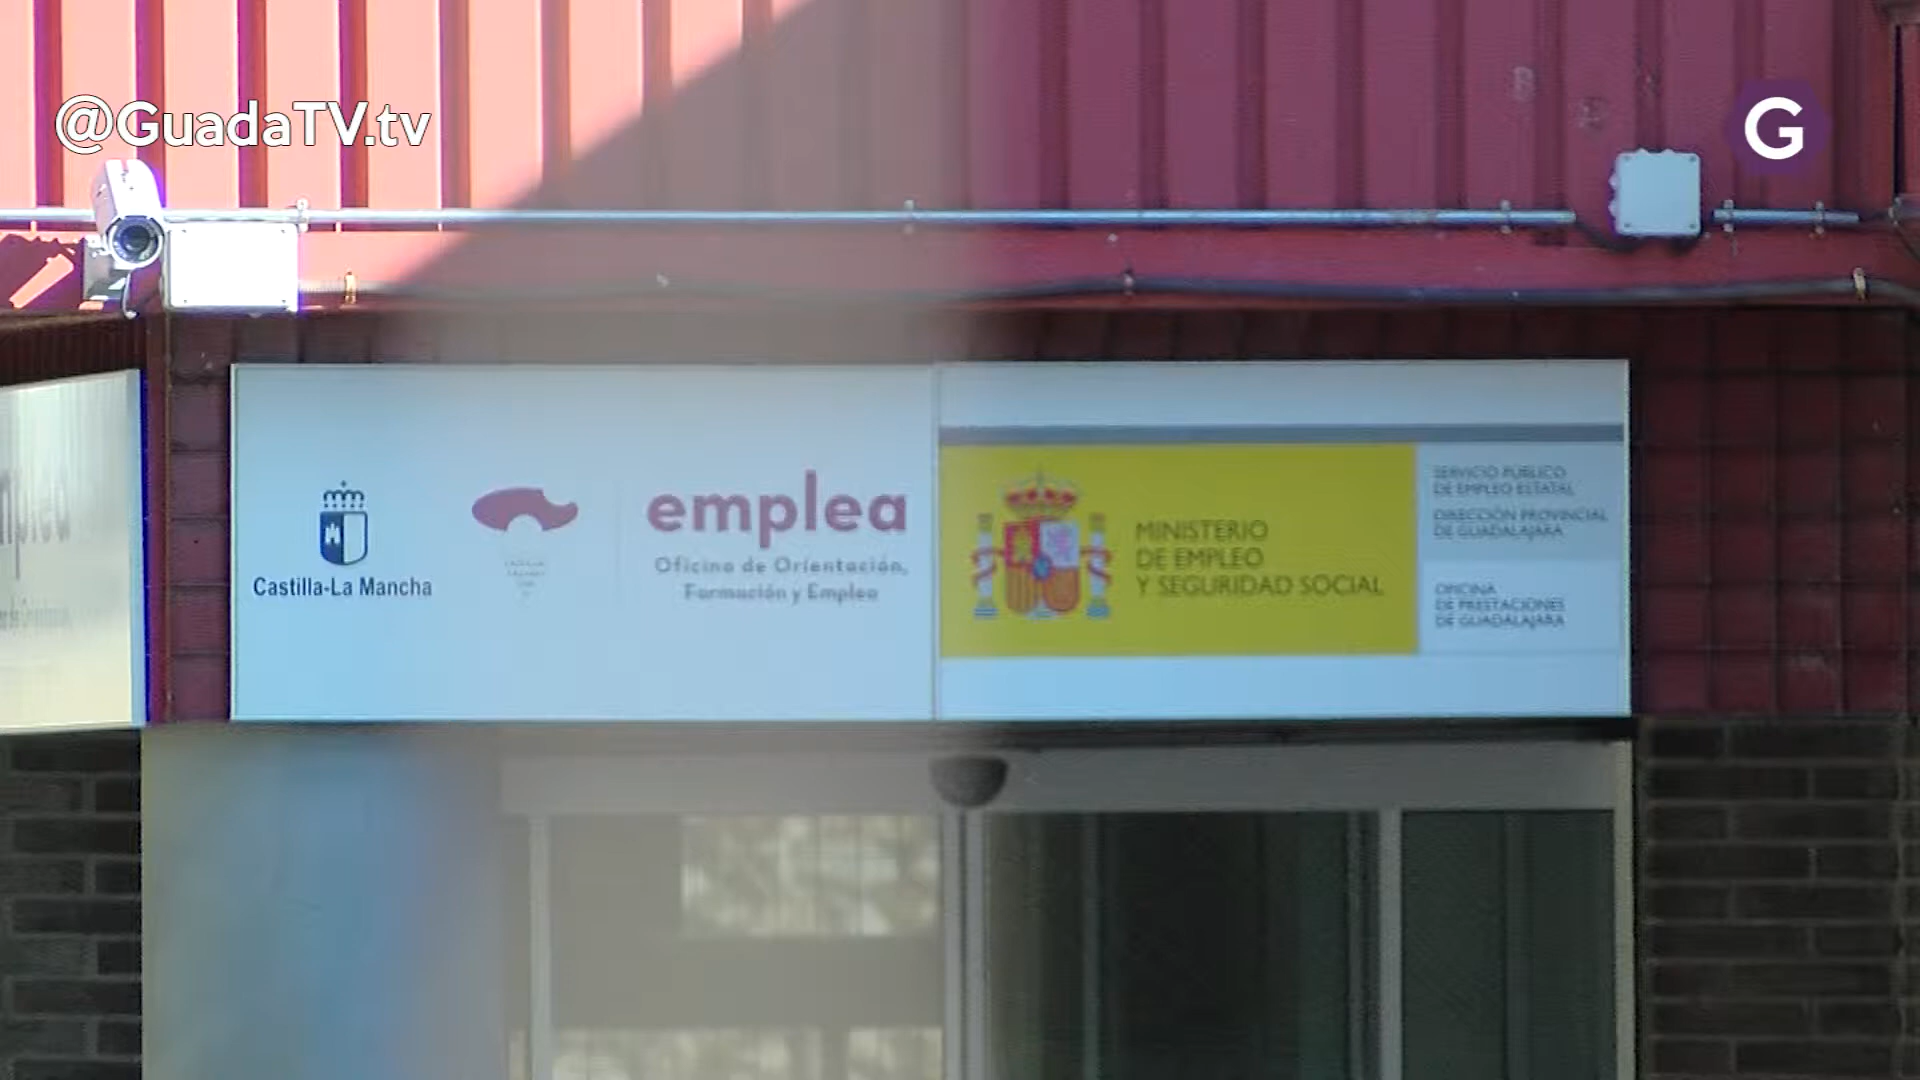 @GuadaTV.tv
G
Castilla-La Mancha
emplea
Oficina de Orientación,
Formación y Empleo
MINISTERIO
DE EMPLEO
Y SEGURIDAD SOCIAL
SERVICIO PÚBLICO
DE EMPLEO ESTATAL
DIRECCIÓN PROVINCIAL
DE GUADALAJARA
OFICINA
DE PRESTACIONES
DE GUADALAJARA